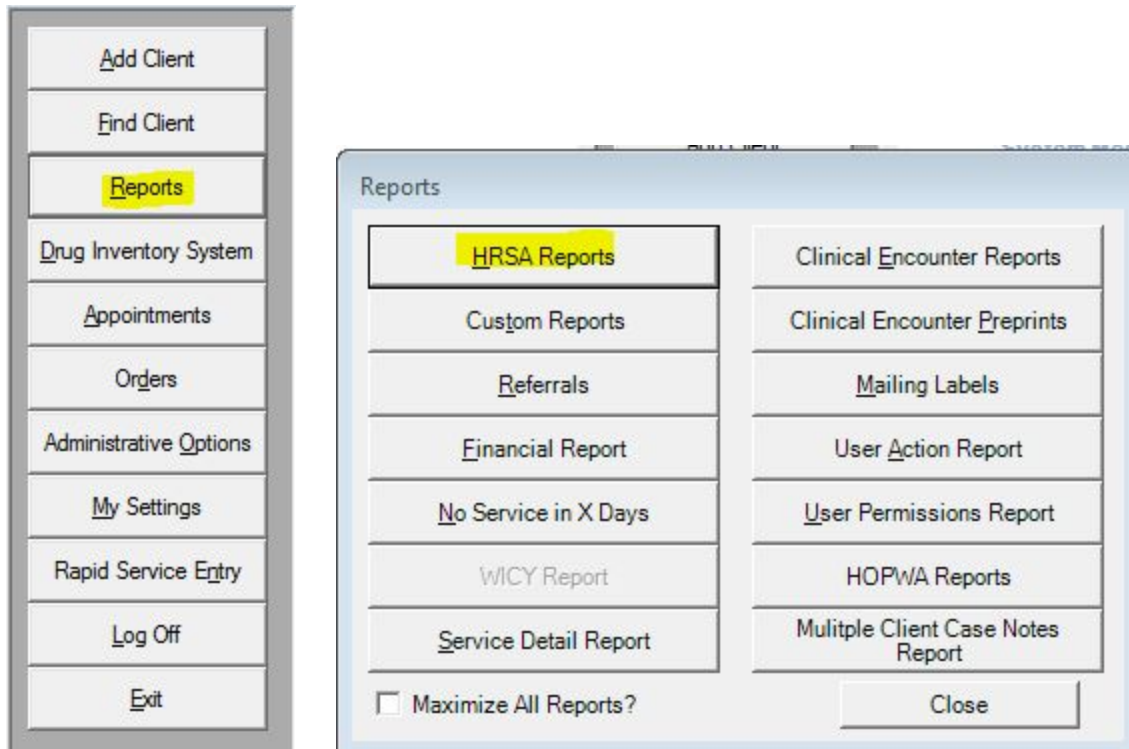 Add Client
Find Client
Reports
Drug Inventory System
Appointments
Orders
Administrative Options
My Settings
Rapid Service Entry
Log Off
Exit
Reports
HRSA Reports
Custom Reports
Referrals
Financial Report
No Service in X Days
WICY Report
Service Detail Report
Clinical Encounter Reports
Clinical Encounter Preprints
Mailing Labels
User Action Report
User Permissions Report
HOPWA Reports
Mulitple Client Case Notes
Report
Maximize All Reports?
Close